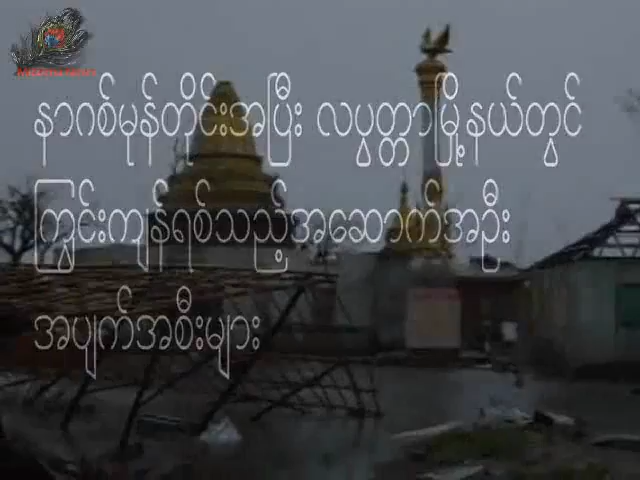 နာဂစ်မုန်တိုင်းအပြီး လပွတ္တာမြို့နယ်တွင်
ကြွင်းကျန်ရစ်သည့်အဆောက်အဦး
အပျက်အစီးများ